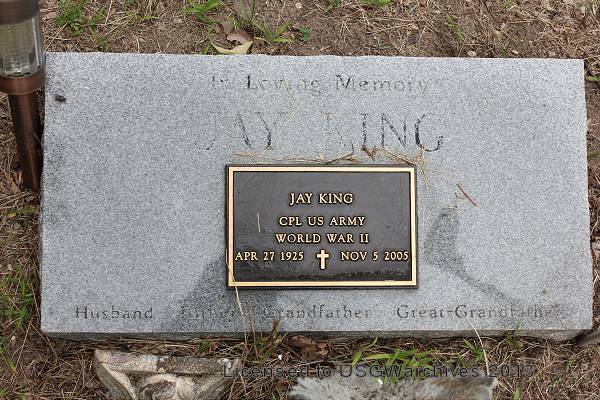 In Loving Memory
JAY KING
JAY KING
CPL US ARMY
WORLD WAR II
APR 27 1925 NOV 5 2005
Husband Father Grandfather Great-Grandfather
Licensed to USGWarchives 2013